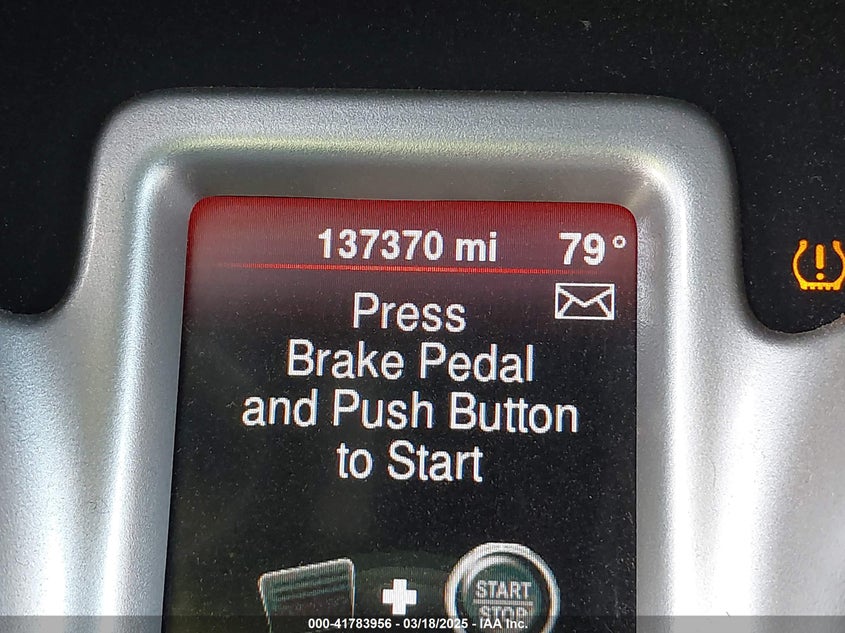 137370 mi 79°
Press
Brake Pedal
and Push Button
to Start
START
STOP
000-41783956 - 03/18/2025 - IAA Inc.